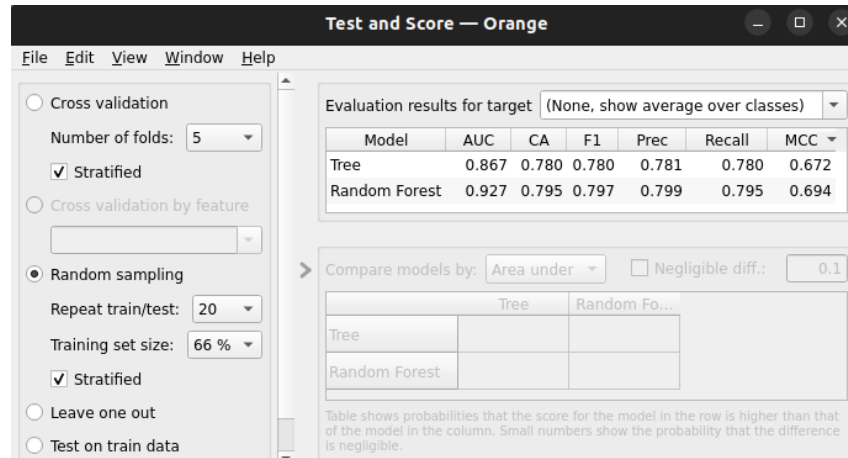 Test and Score — Orange
File Edit View Window Help
Cross validation
Number of folds: 5
Stratified
Cross validation by feature
Random sampling
Repeat train/test: 20
Training set size: 66 %
Stratified
Leave one out
Test on train data
Evaluation results for target (None, show average over classes)
Model AUC CA F1 Prec Recall MCC
Tree 0.867 0.780 0.780 0.781 0.780 0.672
Random Forest 0.927 0.795 0.797 0.799 0.795 0.694
Compare models by: Area under Negligible diff.: 0.1
Tree Random Fo...
Tree
Random Forest
Table shows probabilities that the score for the model in the row is higher than that
of the model in the column. Small numbers show the probability that the difference
is negligible.